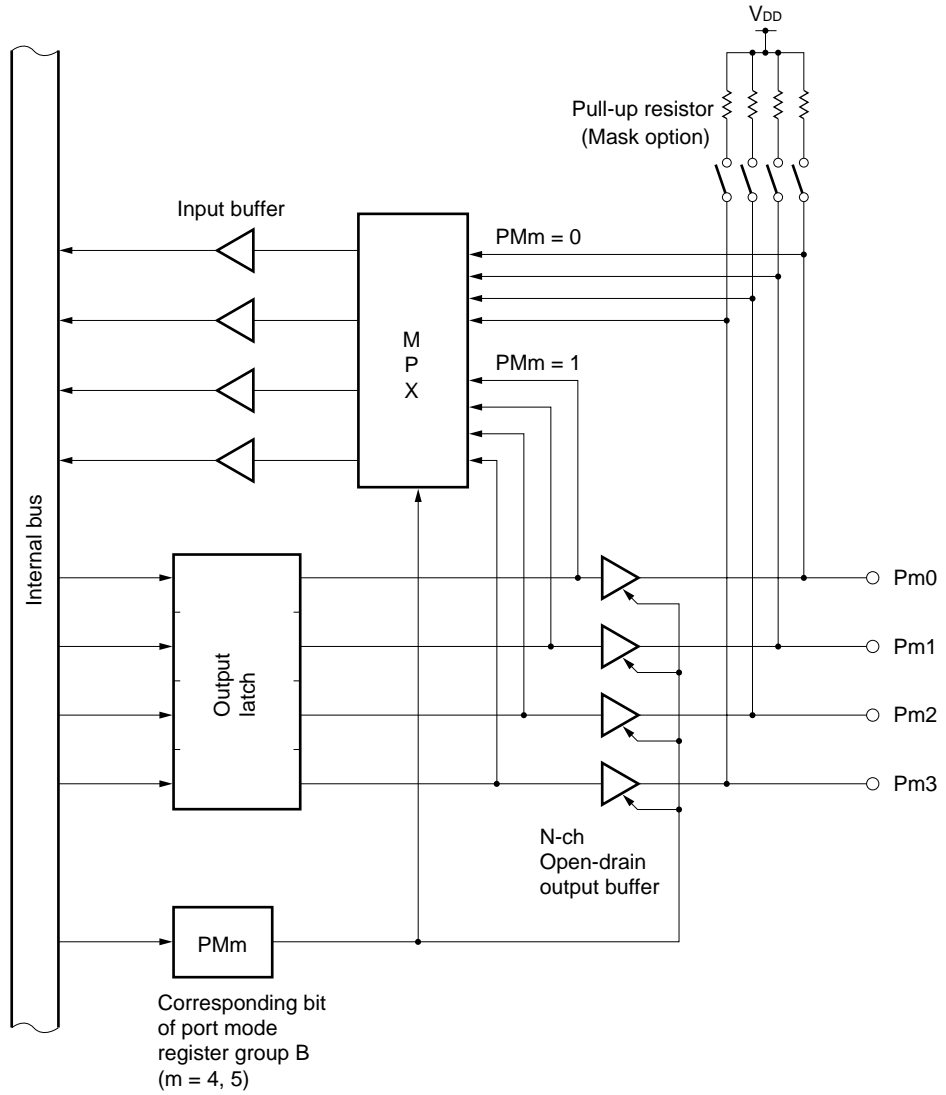 VDD
Pull-up resistor
(Mask option)
Input buffer
PMm = 0
M
P
X
PMm = 1
Internal bus
Output
latch
Pm0
Pm1
Pm2
Pm3
N-ch
Open-drain
output buffer
PMm
Corresponding bit
of port mode
register group B
(m = 4, 5)